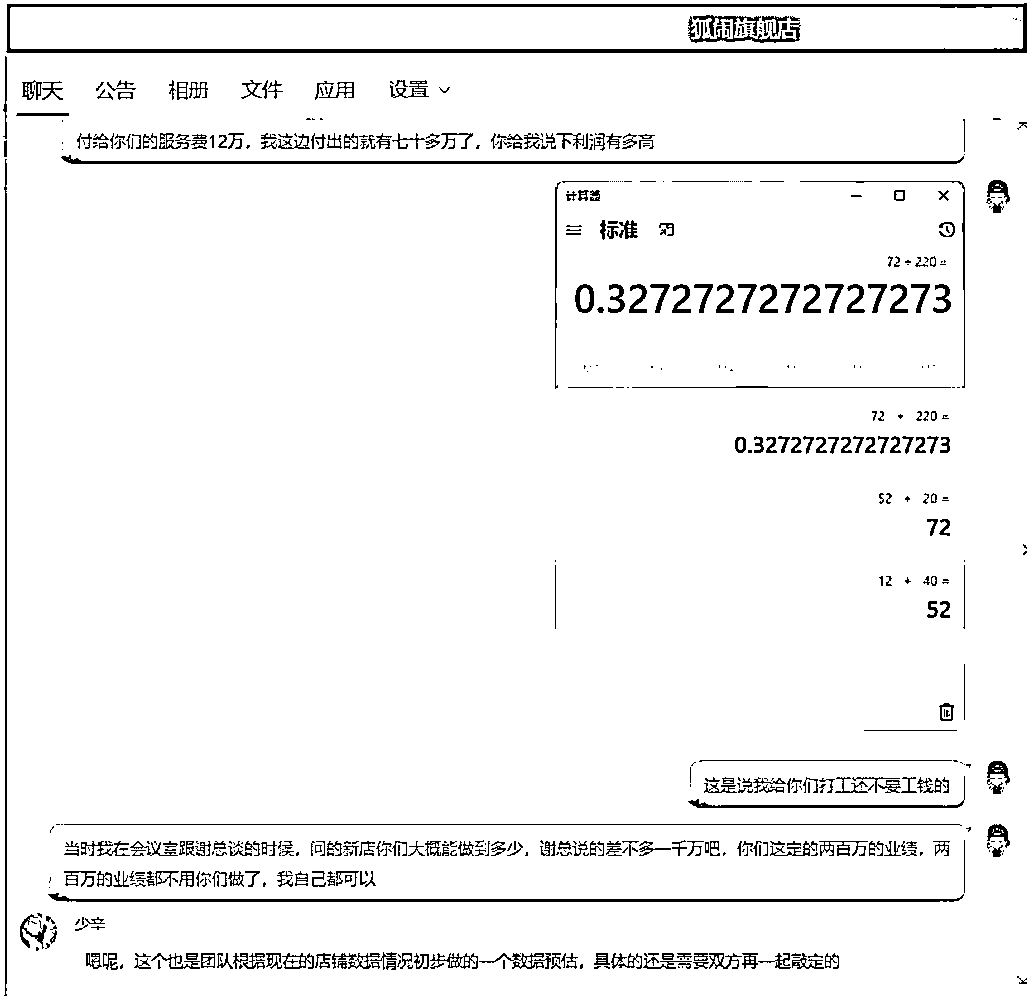 狐闹旗舰店
聊天 公告 相册 文件 应用 设置
付给你们的服务费12万，我这边付出的就有七十多万了，你给我说下利润有多高
计算器
标准
72 ÷ 220 =
0.3272727272727273
72 ÷ 220 =
0.3272727272727273
52 + 20 =
72
12 + 40 =
52
这是说我给你们打工还不要工钱的
当时我在会议室跟谢总谈的时候，问的新店你们大概能做到多少，谢总说的差不多一千万吧，你们这定的两百万的业绩，两
百万的业绩都不用你们做了，我自己都可以
少辛
嗯呢，这个也是团队根据现在的店铺数据情况初步做的一个数据预估，具体的还是需要双方再一起敲定的